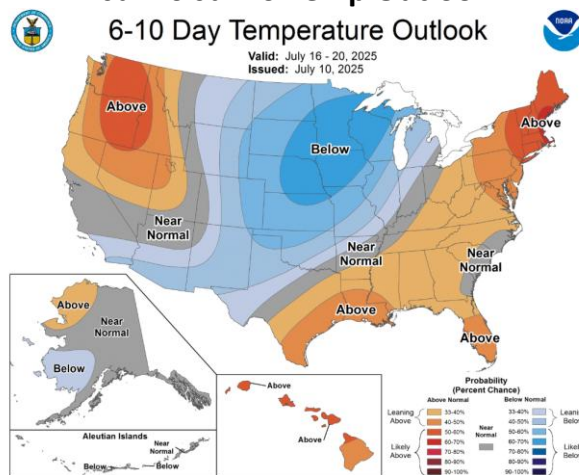 6-10 Day Temperature Outlook
Valid: July 16 - 20, 2025
Issued: July 10, 2025
NOAA
Above
Above
Below
Near
Normal
Near
Normal
Near
Normal
Above
Above
Above
Near
Normal
Below
Above
Above
Aleutian Islands
Near
Normal
Below
Below
Probability
(Percent Chance)
Above Normal
Below Normal
Leaning
Above
33-40%
40-50%
Near
Normal
33-40%
40-50%
Below
Likely
Above
50-60%
60-70%
70-80%
80-90%
90-100%
50-60%
60-70%
70-80%
80-90%
90-100%
Below